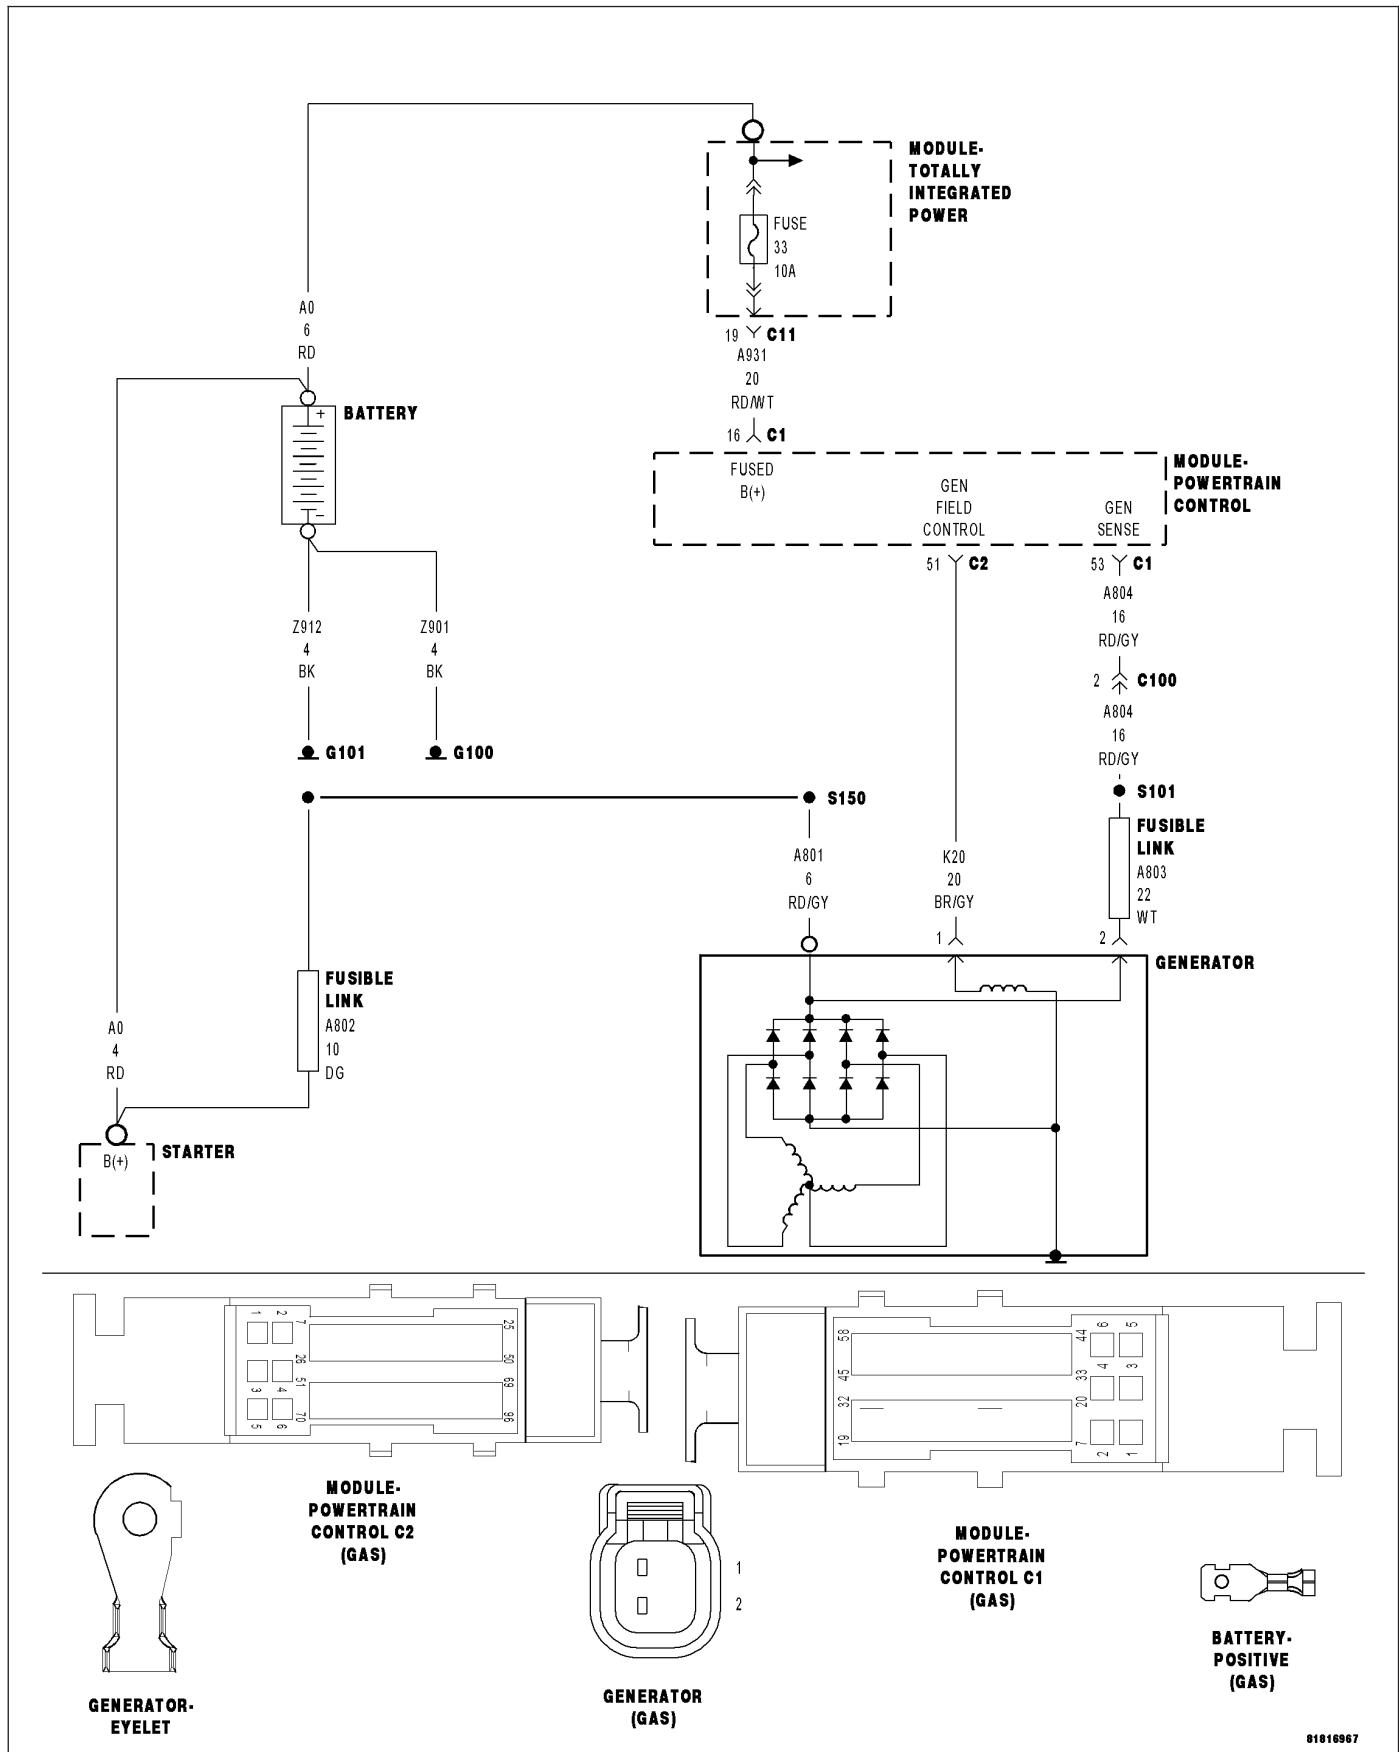 MODULE-
TOTALLY
INTEGRATED
POWER
FUSE
33
10A
19 C11
A931
20
RD/WT
16 C1
A0
6
RD
+
BATTERY
-
FUSED
B(+)
GEN
FIELD
CONTROL
GEN
SENSE
MODULE-
POWERTRAIN
CONTROL
51 C2
53 C1
A804
16
RD/GY
2 C100
A804
16
RD/GY
S101
Z912
4
BK
Z901
4
BK
G101
G100
S150
A801
6
RD/GY
K20
20
BR/GY
FUSIBLE
LINK
A803
22
WT
1
2
GENERATOR
FUSIBLE
LINK
A802
10
DG
A0
4
RD
B(+)
STARTER
1 2 7 25
26 50
3 4 51 69
5 6 70 96
MODULE-
POWERTRAIN
CONTROL C2
(GAS)
58 44 6 5
45 33 4 3
32 20
19 7 2 1
MODULE-
POWERTRAIN
CONTROL C1
(GAS)
1
2
GENERATOR
(GAS)
GENERATOR-
EYELET
BATTERY-
POSITIVE
(GAS)
81816967